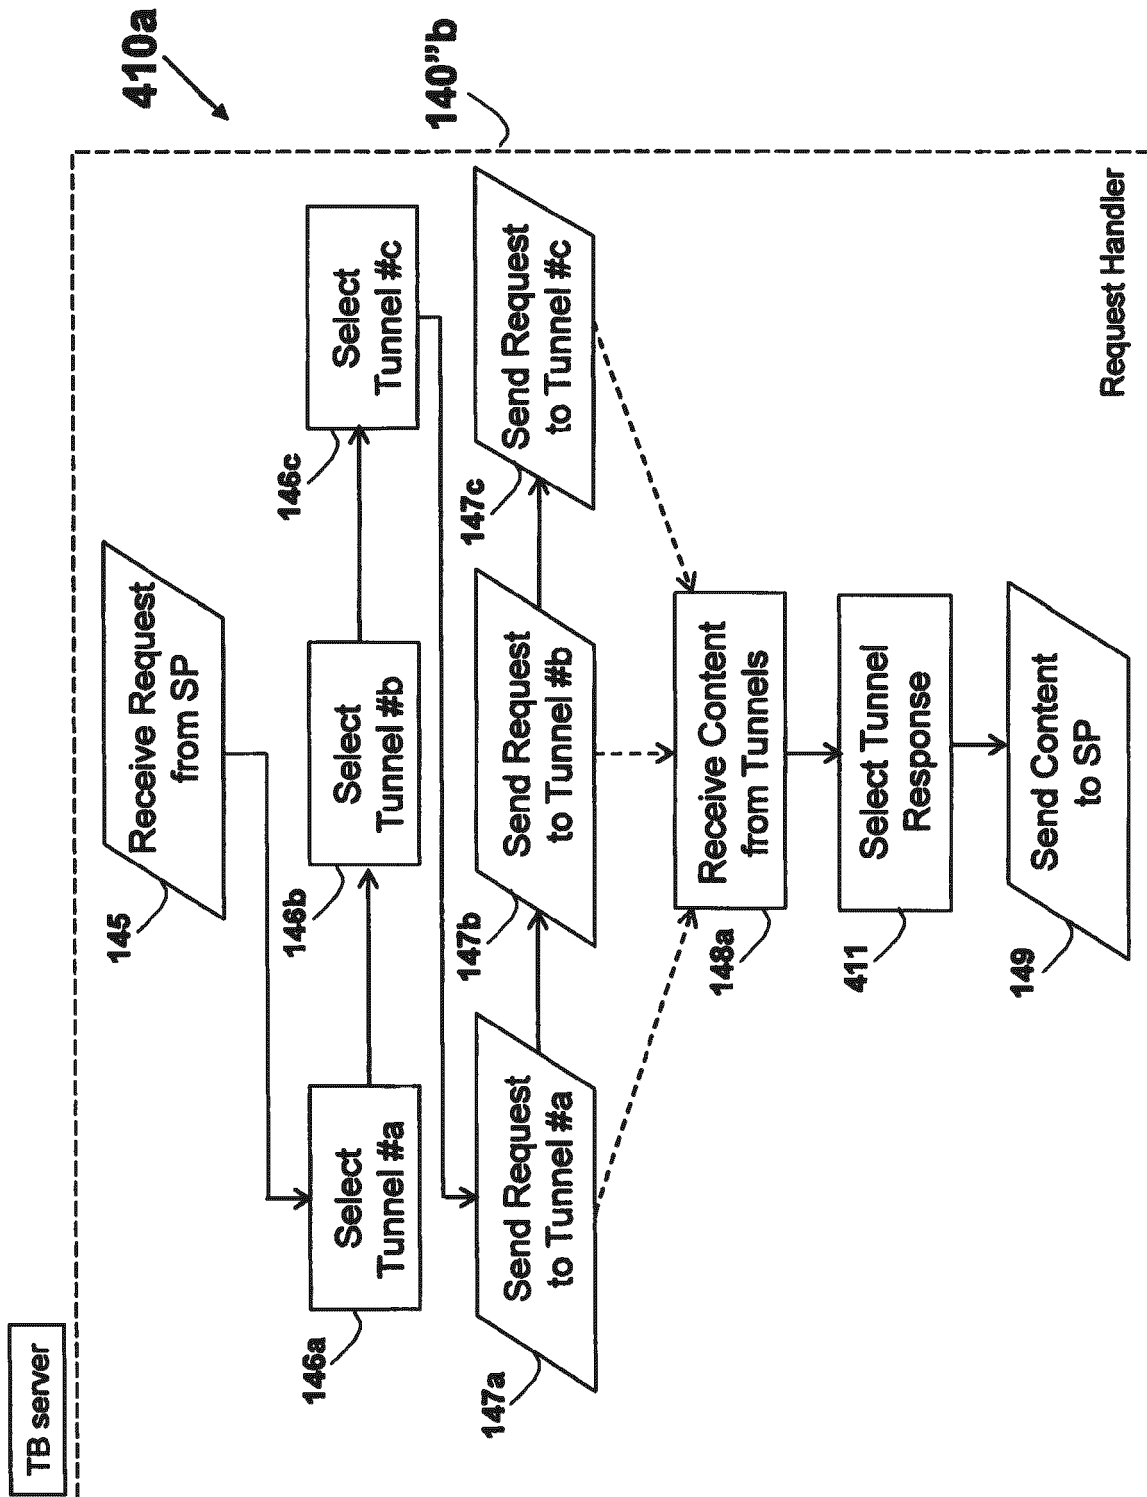 TB server
410a
140”b
145
Receive Request
from SP
146a
Select
Tunnel #a
146b
Select
Tunnel #b
146c
Select
Tunnel #c
147a
Send Request
to Tunnel #a
147b
Send Request
to Tunnel #b
147c
Send Request
to Tunnel #c
148a
Receive Content
from Tunnels
411
Select Tunnel
Response
149
Send Content
to SP
Request Handler